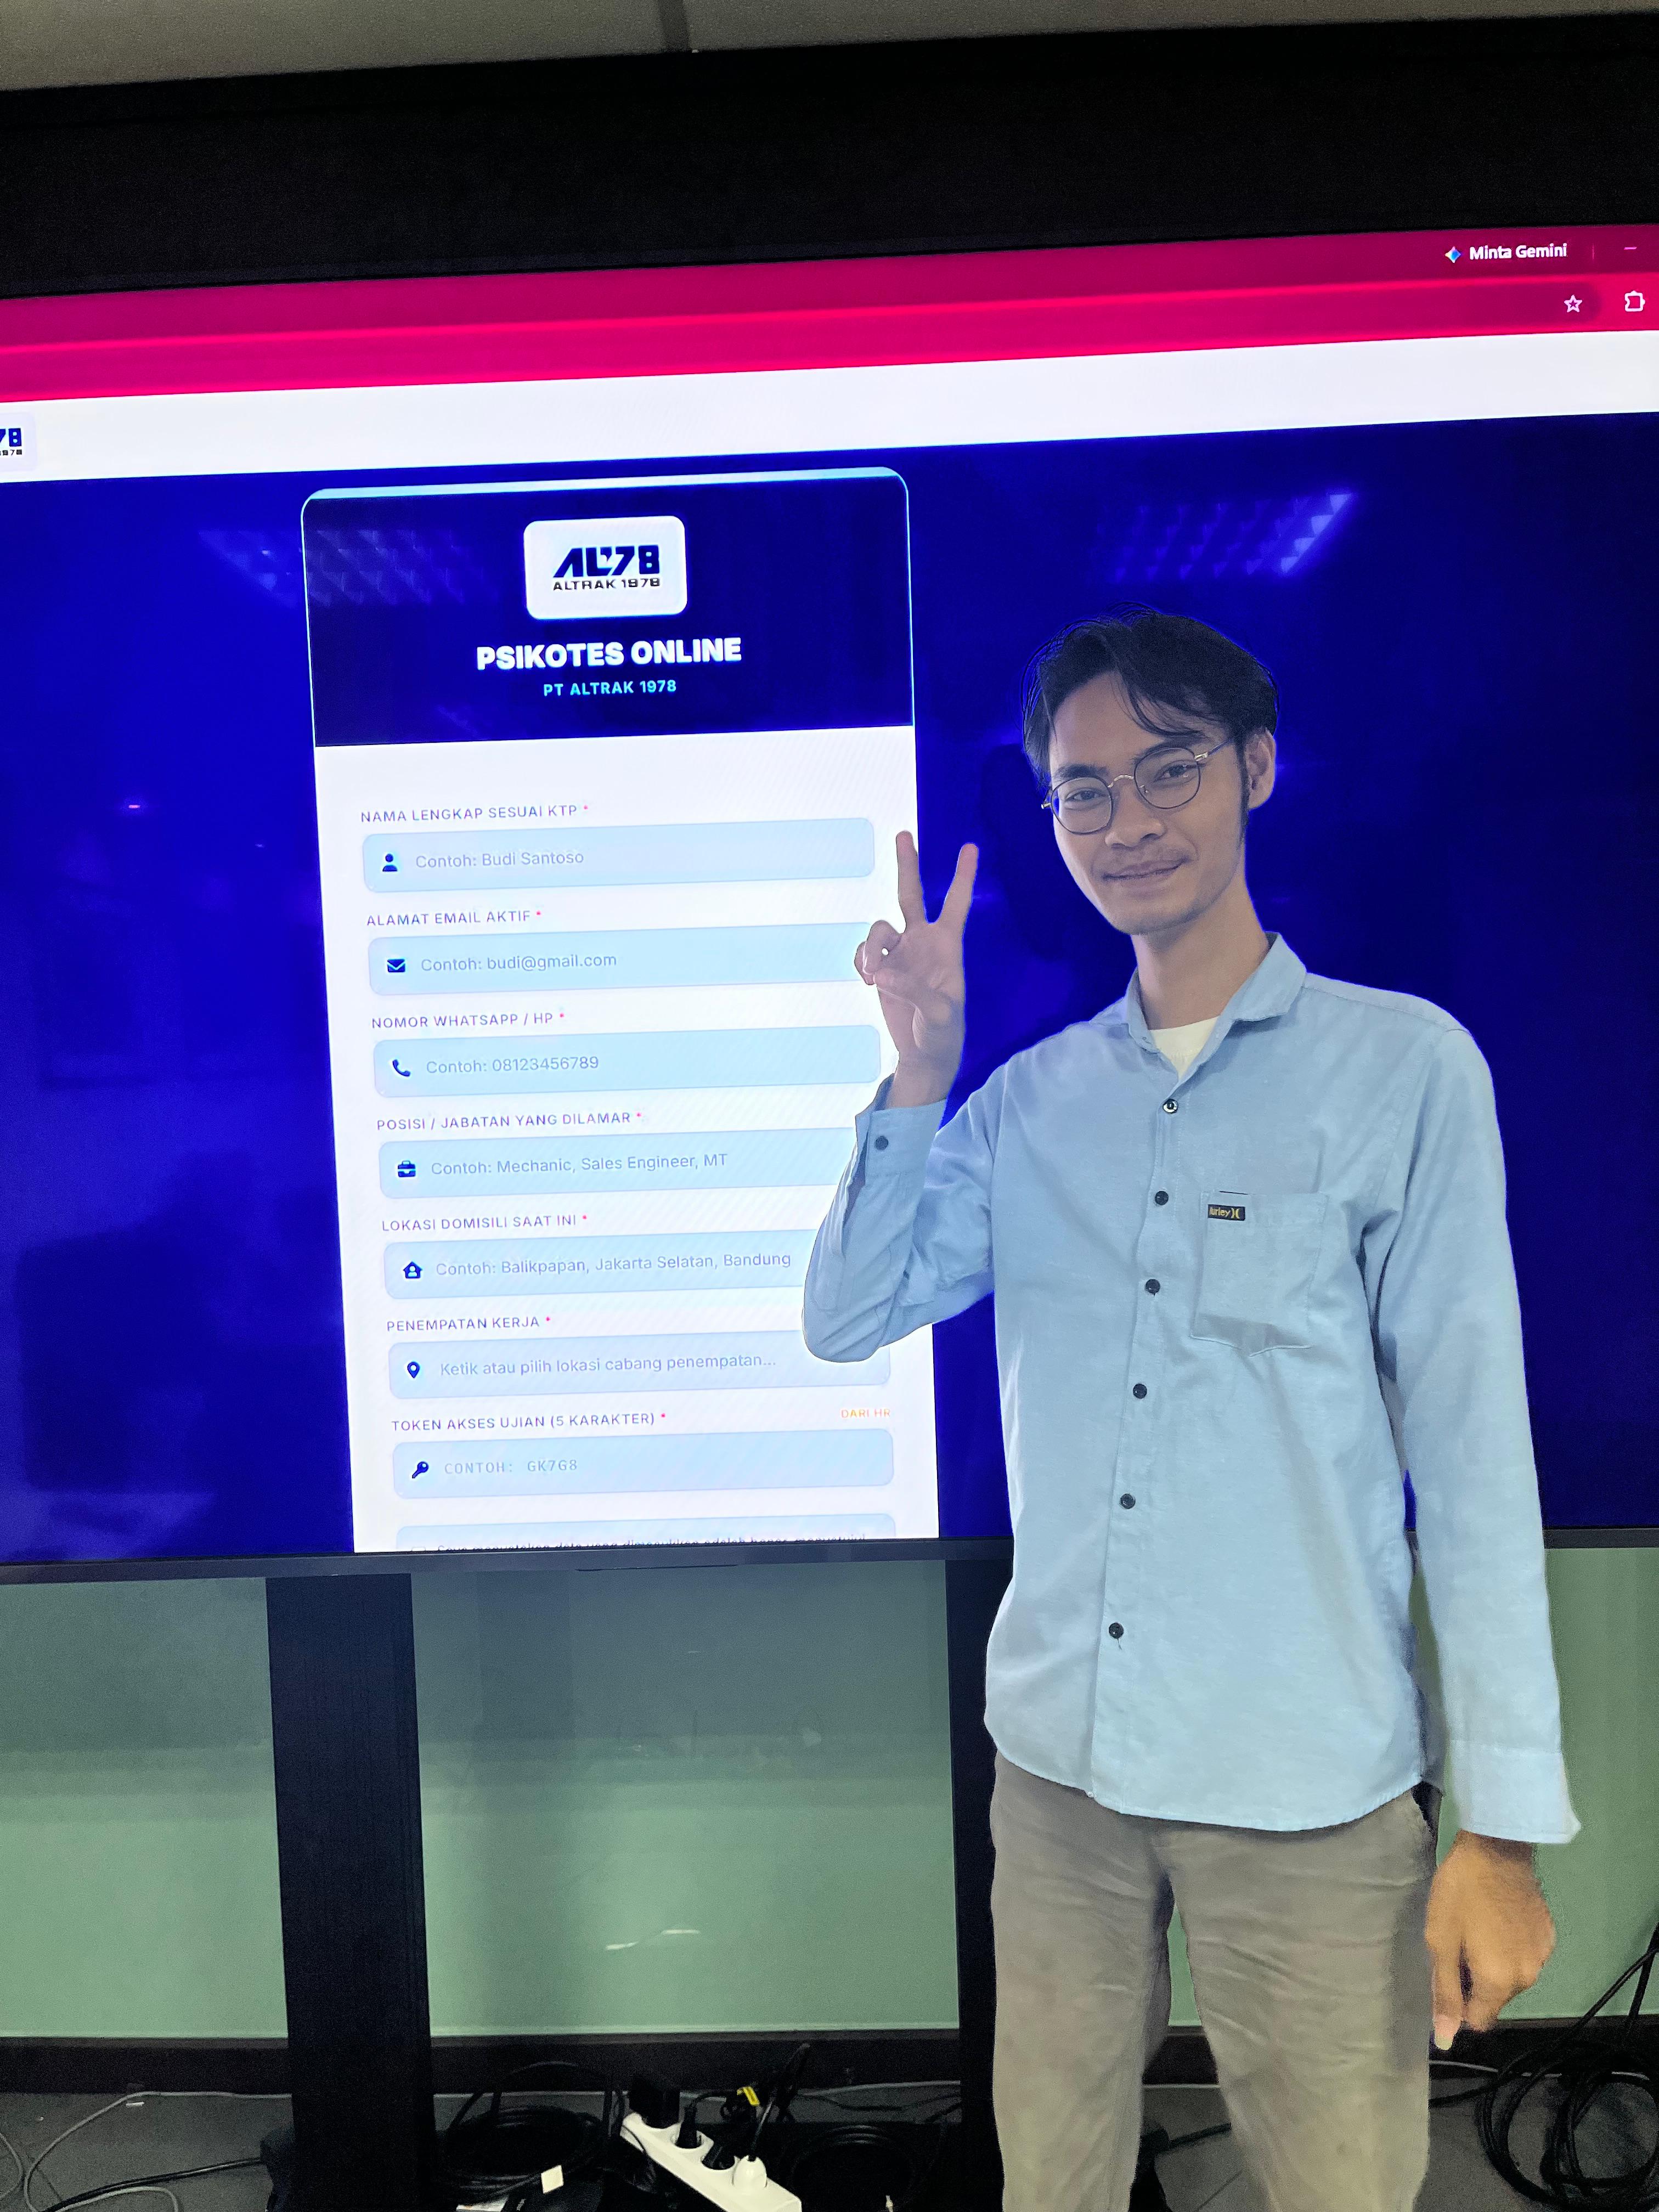 Minta Gemini
78
1978
AL'78
ALTRAK 1978
PSIKOTES ONLINE
PT ALTRAK 1978
NAMA LENGKAP SESUAI KTP *
Contoh: Budi Santoso
ALAMAT EMAIL AKTIF *
Contoh: budi@gmail.com
NOMOR WHATSAPP / HP *
Contoh: 08123456789
POSISI / JABATAN YANG DILAMAR *
Contoh: Mechanic, Sales Engineer, MT
LOKASI DOMISILI SAAT INI *
Contoh: Balikpapan, Jakarta Selatan, Bandung
PENEMPATAN KERJA *
Ketik atau pilih lokasi cabang penempatan...
TOKEN AKSES UJIAN (5 KARAKTER) *
DARI HR
CONTOH: GK7G8
Hurley